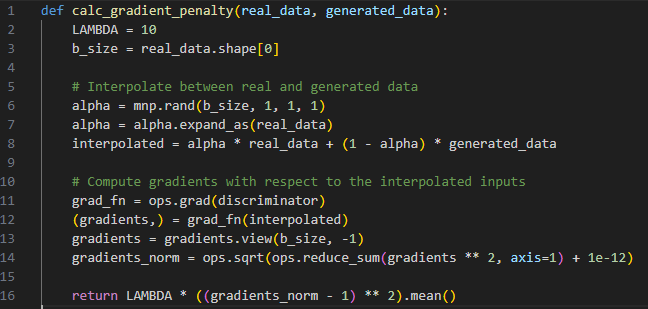 1 def calc_gradient_penalty(real_data, generated_data):
2     LAMBDA = 10
3     b_size = real_data.shape[0]
4
5     # Interpolate between real and generated data
6     alpha = mnp.rand(b_size, 1, 1, 1)
7     alpha = alpha.expand_as(real_data)
8     interpolated = alpha * real_data + (1 - alpha) * generated_data
9
10     # Compute gradients with respect to the interpolated inputs
11     grad_fn = ops.grad(discriminator)
12     (gradients,) = grad_fn(interpolated)
13     gradients = gradients.view(b_size, -1)
14     gradients_norm = ops.sqrt(ops.reduce_sum(gradients ** 2, axis=1) + 1e-12)
15
16     return LAMBDA * ((gradients_norm - 1) ** 2).mean()